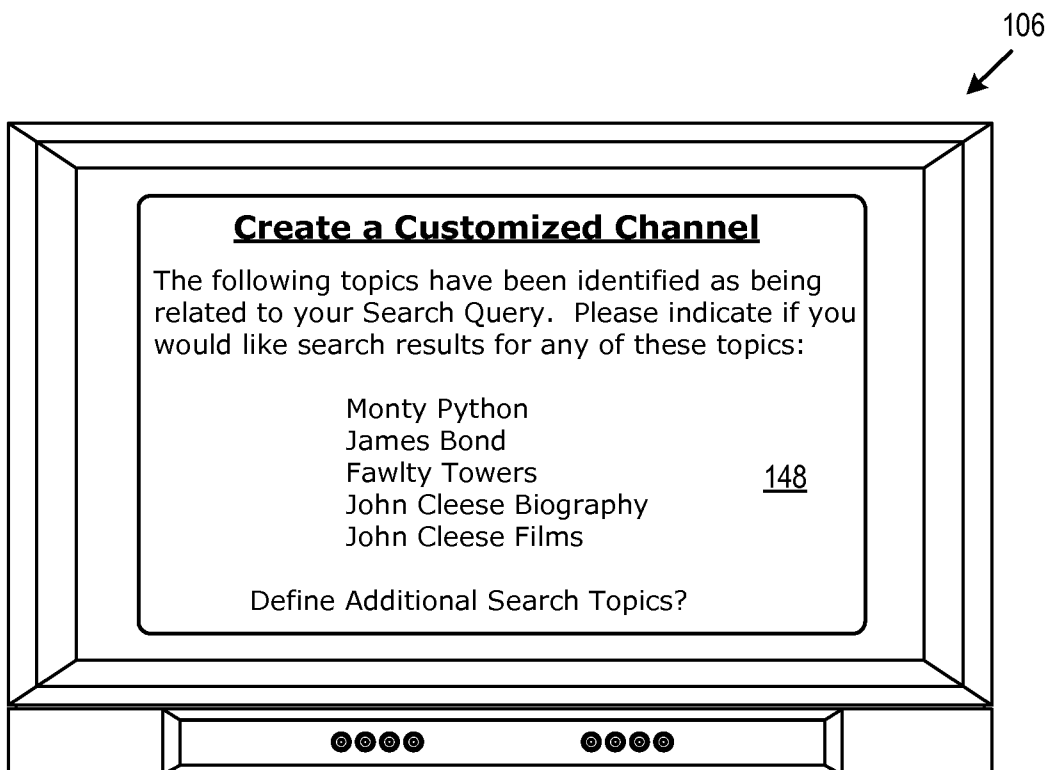 106
Create a Customized Channel
The following topics have been identified as being
related to your Search Query.  Please indicate if you
would like search results for any of these topics:
Monty Python
James Bond
Fawlty Towers
148
John Cleese Biography
John Cleese Films
Define Additional Search Topics?